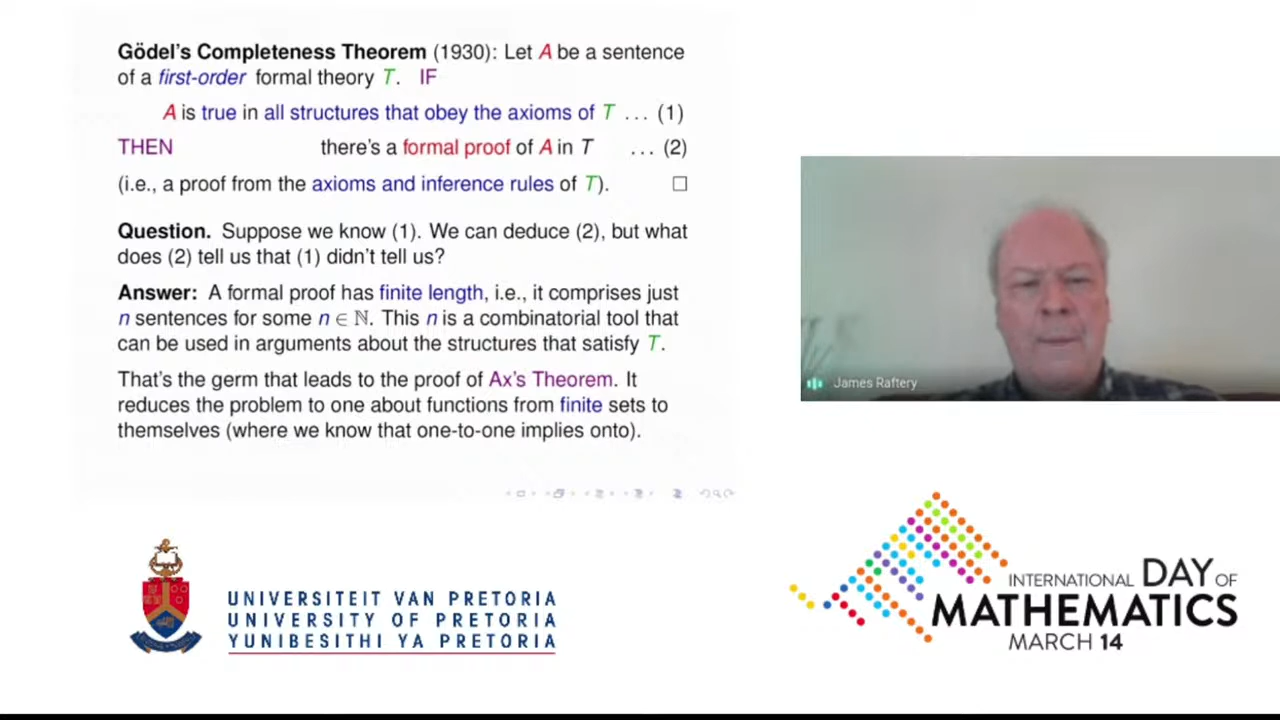 Gödel's Completeness Theorem (1930): Let A be a sentence
of a first-order formal theory T. IF
A is true in all structures that obey the axioms of T ... (1)
THEN there's a formal proof of A in T ... (2)
(i.e., a proof from the axioms and inference rules of T). □
Question. Suppose we know (1). We can deduce (2), but what
does (2) tell us that (1) didn't tell us?
Answer: A formal proof has finite length, i.e., it comprises just
n sentences for some n ∈ ℕ. This n is a combinatorial tool that
can be used in arguments about the structures that satisfy T.
That's the germ that leads to the proof of Ax's Theorem. It
reduces the problem to one about functions from finite sets to
themselves (where we know that one-to-one implies onto).
James Raftery
UNIVERSITEIT VAN PRETORIA
UNIVERSITY OF PRETORIA
YUNIBESITHI YA PRETORIA
INTERNATIONAL DAY OF
MATHEMATICS
MARCH 14